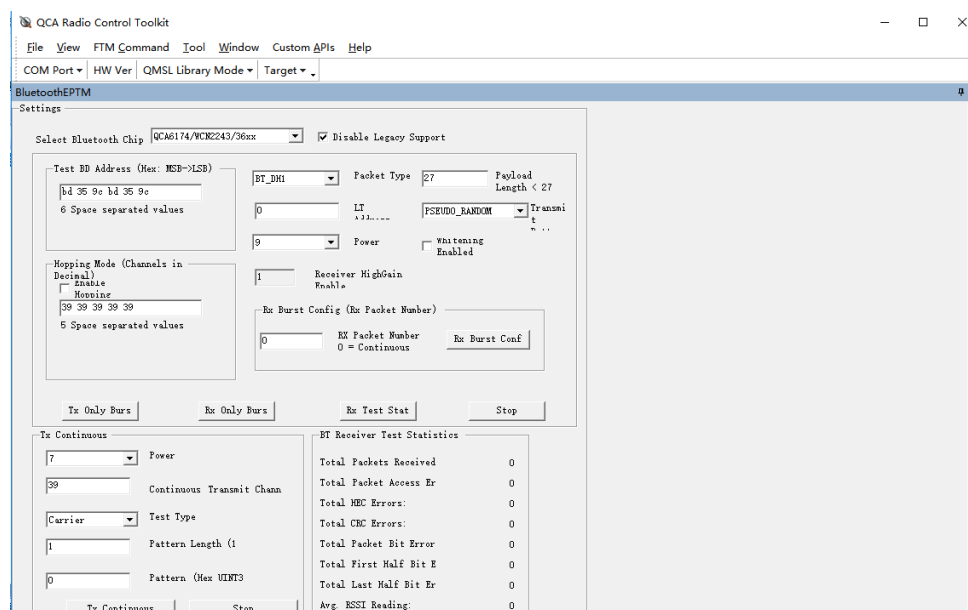 QCA Radio Control Toolkit
File View FTM Command Tool Window Custom APIs Help
COM Port HW Ver QMSL Library Mode Target
BluetoothEPTM
Settings
Select Bluetooth Chip QCA6174/WCN2243/36xx Disable Legacy Support
Test BD Address (Hex: MSB->LSB)
bd 35 9c bd 35 9c
6 Space separated values
BT_DH1 Packet Type 27 Payload
Length < 27
0 LT PSEUDO_RANDOM Transmi
t
9 Power Whitening
Enabled
Hopping Mode (Channels in
Decimal)
Enable
Hopping
39 39 39 39 39
5 Space separated values
1 Receiver HighGain
Enable
Rx Burst Config (Rx Packet Number)
0 RX Packet Number
0 = Continuous
Rx Burst Conf
Tx Only Burs Rx Only Burs Rx Test Stat Stop
Tx Continuous
7 Power
39 Continuous Transmit Chann
Carrier Test Type
1 Pattern Length (1
0 Pattern (Hex UINT3
Tx Continuous Stop
BT Receiver Test Statistics
Total Packets Received 0
Total Packet Access Er 0
Total HEC Errors: 0
Total CRC Errors: 0
Total Packet Bit Error 0
Total First Half Bit E 0
Total Last Half Bit Er 0
Avg. RSSI Reading: 0